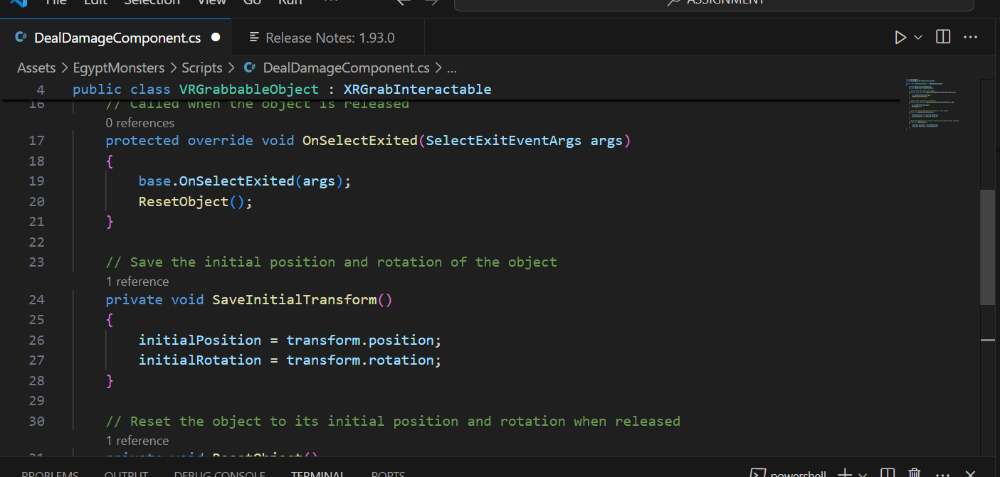 File Edit Selection View Go Run ... ASSIGNMENT
C# DealDamageComponent.cs Release Notes: 1.93.0
Assets > EgyptMonsters > Scripts > C# DealDamageComponent.cs > ...
4 public class VRGrabbableObject : XRGrabInteractable
16 // Called when the object is released
0 references
17 protected override void OnSelectExited(SelectExitEventArgs args)
18 {
19 base.OnSelectExited(args);
20 ResetObject();
21 }
22
23 // Save the initial position and rotation of the object
1 reference
24 private void SaveInitialTransform()
25 {
26 initialPosition = transform.position;
27 initialRotation = transform.rotation;
28 }
29
30 // Reset the object to its initial position and rotation when released
1 reference
31 private void ResetObject()
PROBLEMS OUTPUT DEBUG CONSOLE TERMINAL PORTS powershell